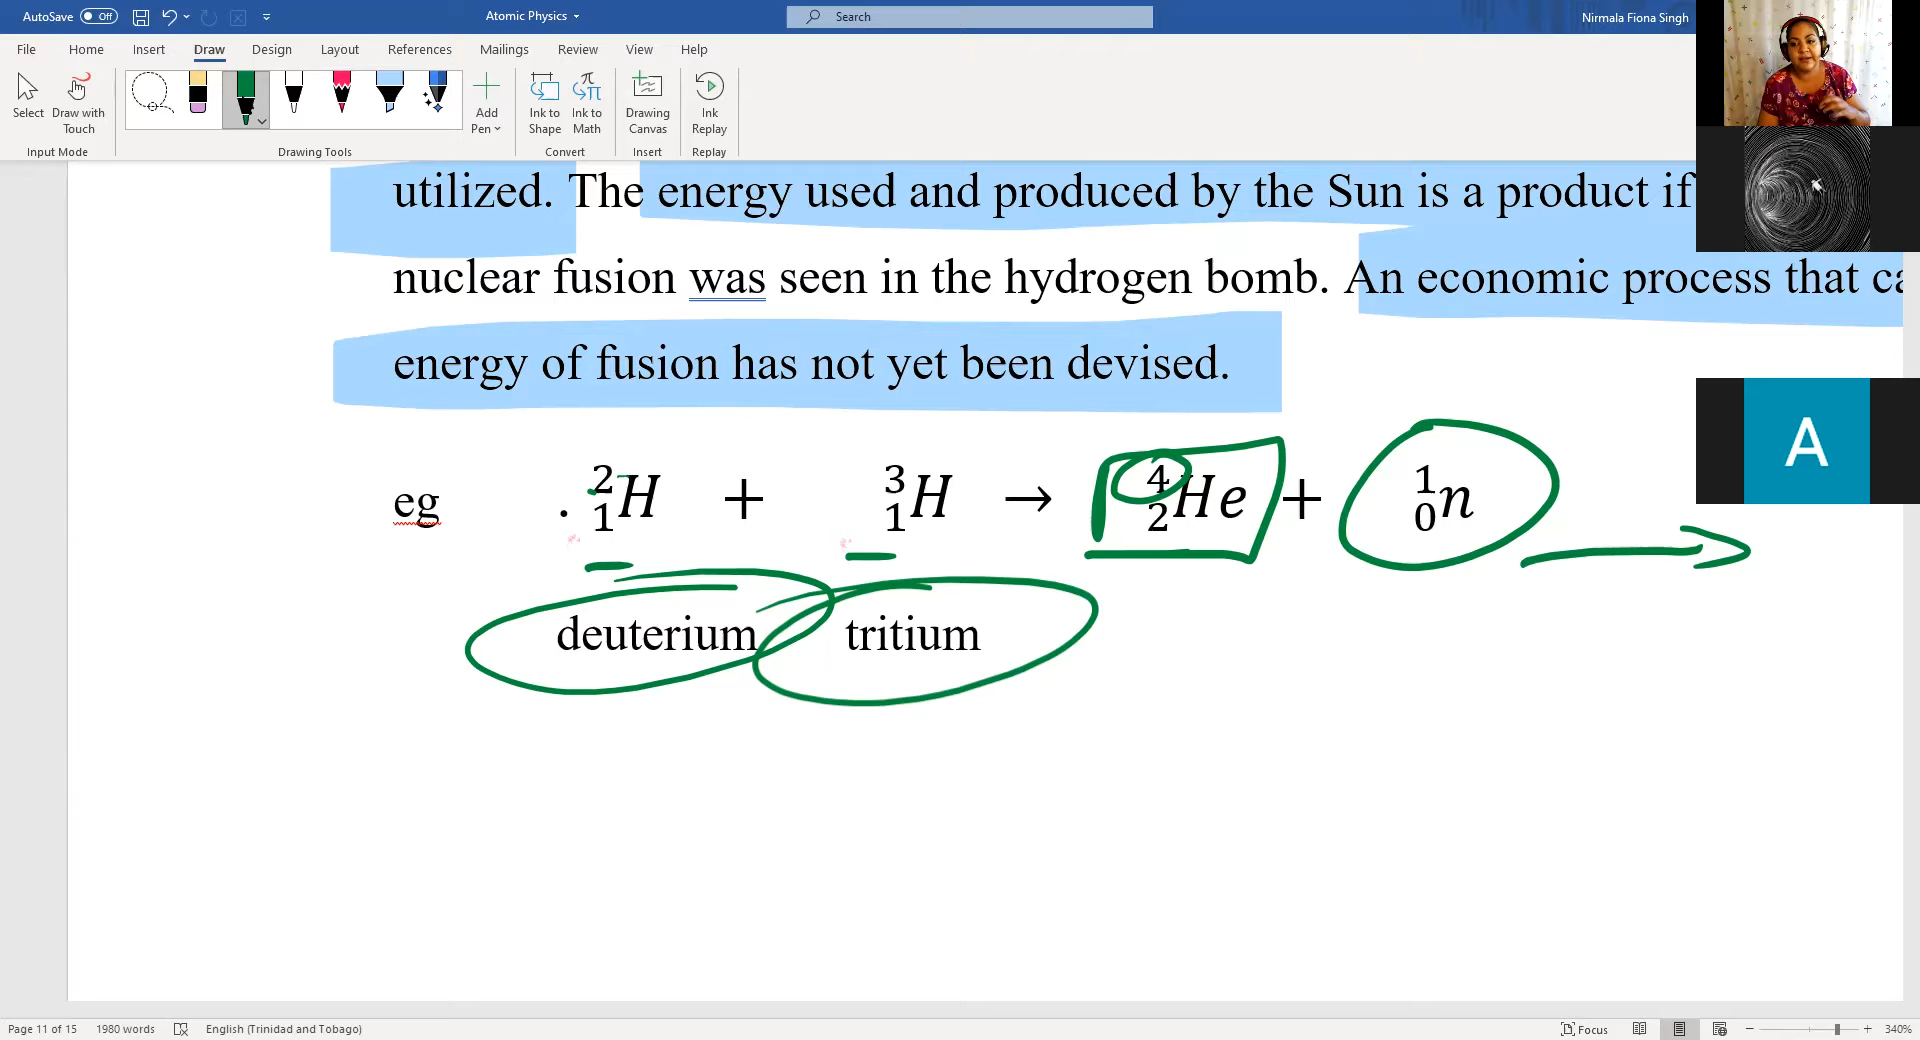 AutoSave Off Atomic Physics Search Nirmala Fiona Singh
File Home Insert Draw Design Layout References Mailings Review View Help
Select Draw with Touch Add Pen Ink to Shape Ink to Math Drawing Canvas Ink Replay
Input Mode Drawing Tools Convert Insert Replay
utilized. The energy used and produced by the Sun is a product if
nuclear fusion was seen in the hydrogen bomb. An economic process that ca
energy of fusion has not yet been devised.
eg . ²₁H + ³₁H → ⁴₂He + ¹₀n
deuterium tritium
A
Page 11 of 15 1980 words English (Trinidad and Tobago) Focus 340%